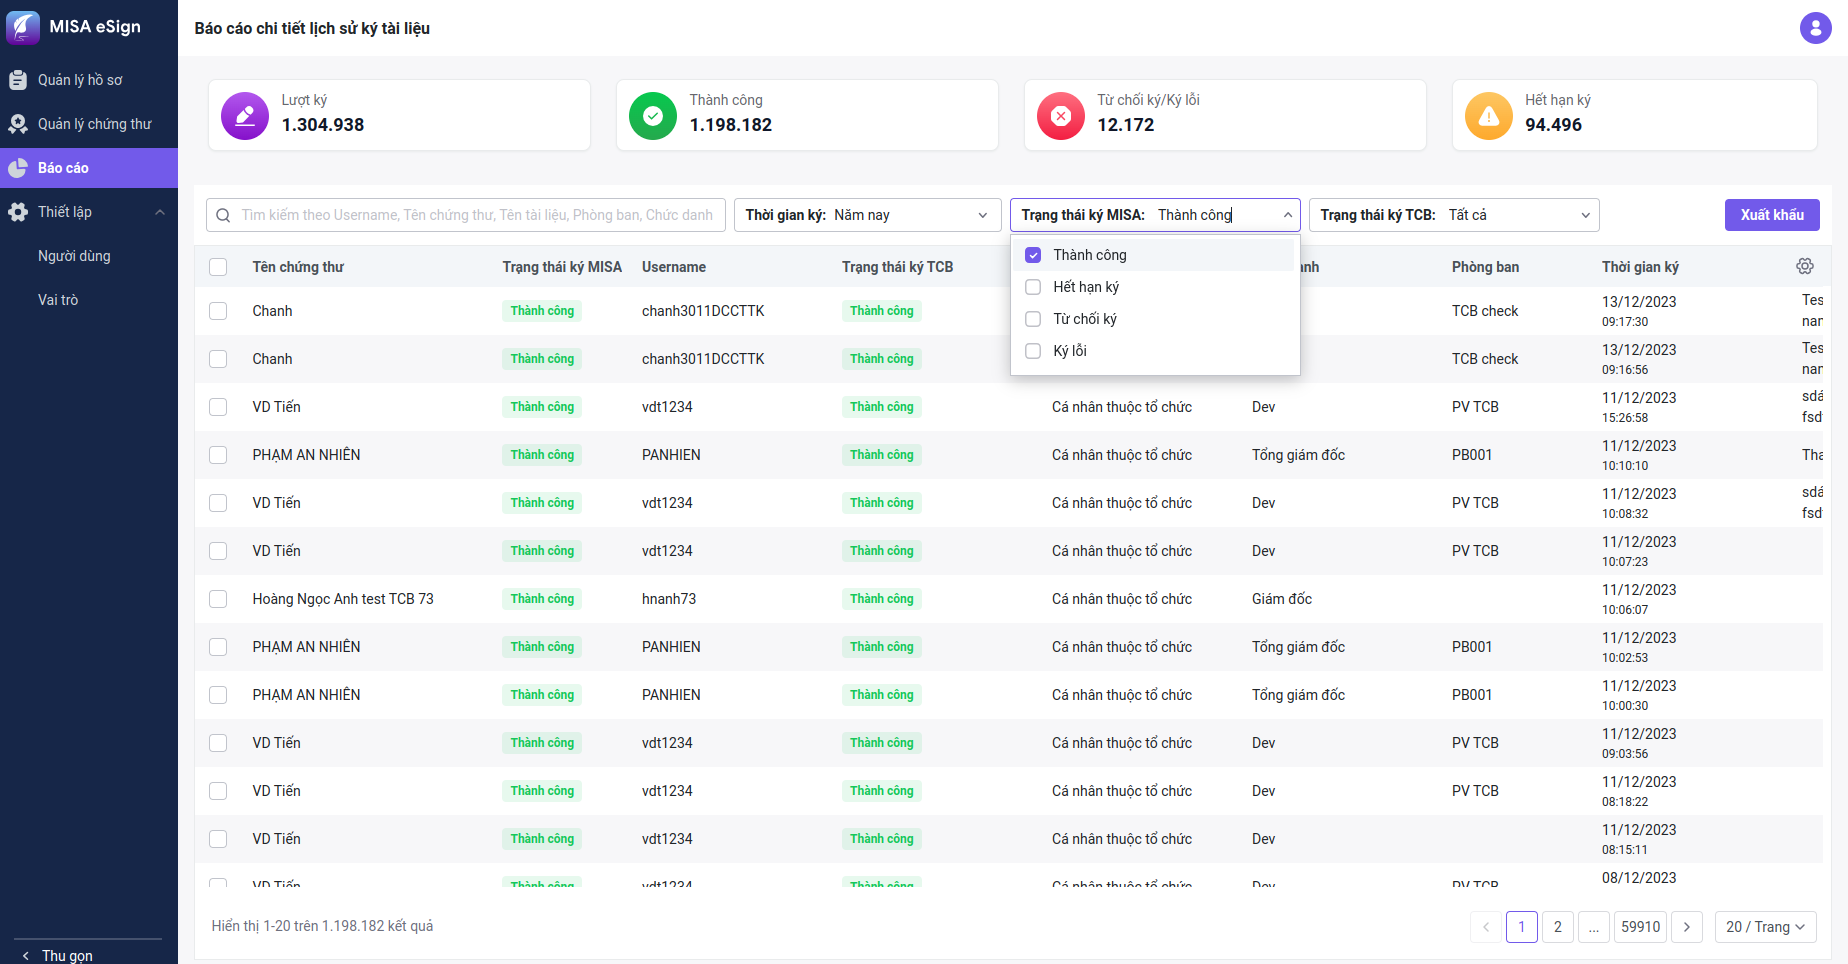 MISA eSign
Quản lý hồ sơ
Quản lý chứng thư
Báo cáo
Thiết lập
Người dùng
Vai trò
Thu gọn
Báo cáo chi tiết lịch sử ký tài liệu
Lượt ký
1.304.938
Thành công
1.198.182
Từ chối ký/Ký lỗi
12.172
Hết hạn ký
94.496
Tìm kiếm theo Username, Tên chứng thư, Tên tài liệu, Phòng ban, Chức danh
Thời gian ký: Năm nay
Trạng thái ký MISA: Thành công
Trạng thái ký TCB: Tất cả
Xuất khẩu
Thành công
Hết hạn ký
Từ chối ký
Ký lỗi
Tên chứng thư Trạng thái ký MISA Username Trạng thái ký TCB nh Phòng ban Thời gian ký
Chanh Thành công chanh3011DCCTTK Thành công TCB check 13/12/2023 09:17:30 Tes nan
Chanh Thành công chanh3011DCCTTK Thành công TCB check 13/12/2023 09:16:56 Tes nan
VD Tiến Thành công vdt1234 Thành công Cá nhân thuộc tổ chức Dev PV TCB 11/12/2023 15:26:58 sdá fsd
PHẠM AN NHIÊN Thành công PANHIEN Thành công Cá nhân thuộc tổ chức Tổng giám đốc PB001 11/12/2023 10:10:10 Tha
VD Tiến Thành công vdt1234 Thành công Cá nhân thuộc tổ chức Dev PV TCB 11/12/2023 10:08:32 sdá fsd
VD Tiến Thành công vdt1234 Thành công Cá nhân thuộc tổ chức Dev PV TCB 11/12/2023 10:07:23
Hoàng Ngọc Anh test TCB 73 Thành công hnanh73 Thành công Cá nhân thuộc tổ chức Giám đốc 11/12/2023 10:06:07
PHẠM AN NHIÊN Thành công PANHIEN Thành công Cá nhân thuộc tổ chức Tổng giám đốc PB001 11/12/2023 10:02:53
PHẠM AN NHIÊN Thành công PANHIEN Thành công Cá nhân thuộc tổ chức Tổng giám đốc PB001 11/12/2023 10:00:30
VD Tiến Thành công vdt1234 Thành công Cá nhân thuộc tổ chức Dev PV TCB 11/12/2023 09:03:56
VD Tiến Thành công vdt1234 Thành công Cá nhân thuộc tổ chức Dev PV TCB 11/12/2023 08:18:22
VD Tiến Thành công vdt1234 Thành công Cá nhân thuộc tổ chức Dev 11/12/2023 08:15:11
VD Tiến Thành công vdt1234 Thành công Cá nhân thuộc tổ chức Dev PV TCB 08/12/2023
Hiển thị 1-20 trên 1.198.182 kết quả
1 2 ... 59910 20 / Trang